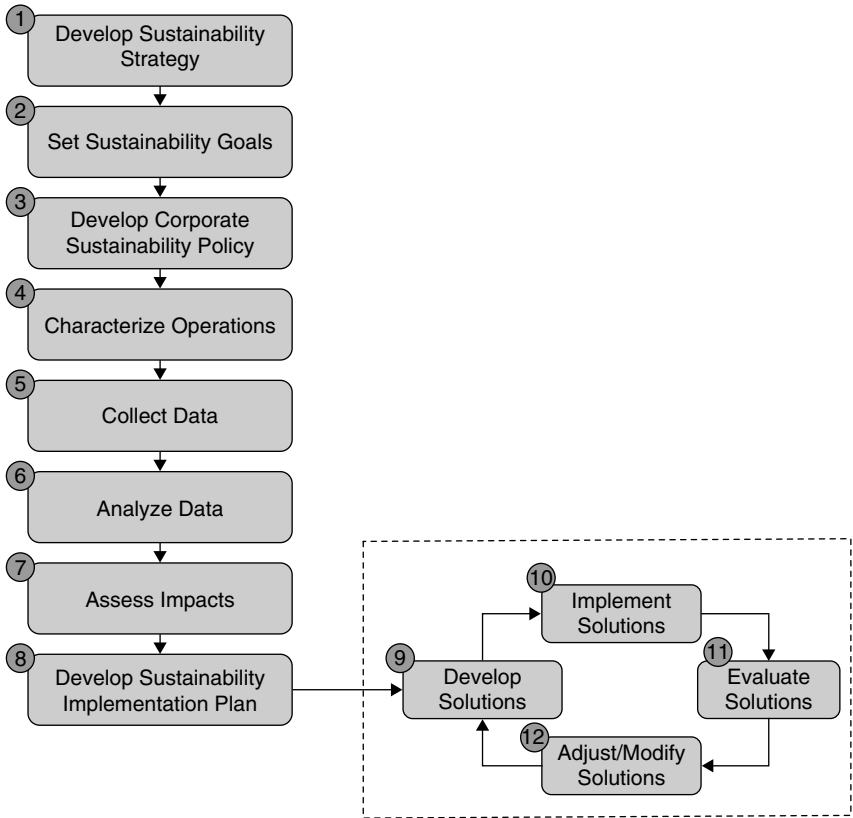 1
Develop Sustainability
Strategy
2
Set Sustainability Goals
3
Develop Corporate
Sustainability Policy
4
Characterize Operations
5
Collect Data
6
Analyze Data
7
Assess Impacts
8
Develop Sustainability
Implementation Plan
9
Develop
Solutions
10
Implement
Solutions
11
Evaluate
Solutions
12
Adjust/Modify
Solutions